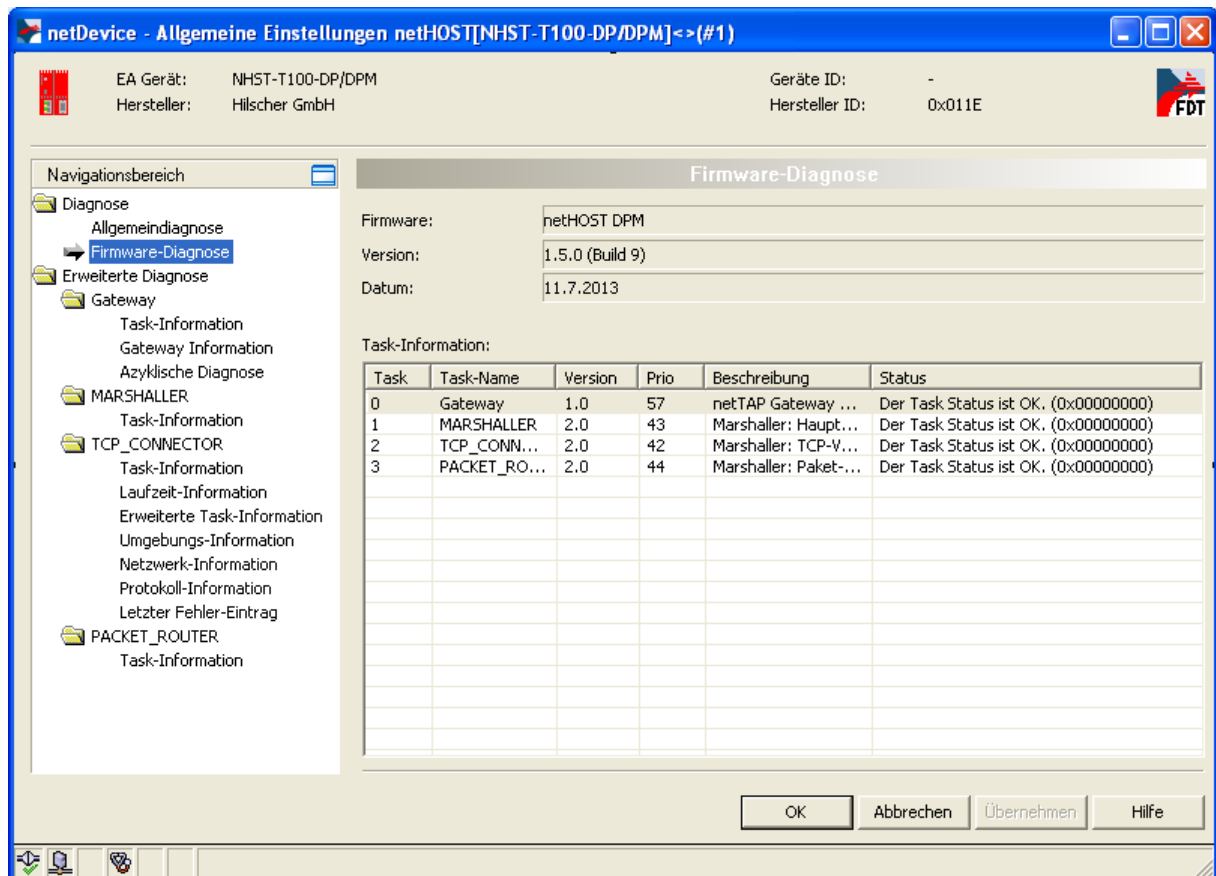 netDevice - Allgemeine Einstellungen netHOST[NHST-T100-DP/DPM]<>(#1)
EA Gerät: NHST-T100-DP/DPM Geräte ID: -
Hersteller: Hilscher GmbH Hersteller ID: 0x011E
FDT
Navigationsbereich
Diagnose
Allgemeindiagnose
Firmware-Diagnose
Erweiterte Diagnose
Gateway
Task-Information
Gateway Information
Azyklische Diagnose
MARSHALLER
Task-Information
TCP_CONNECTOR
Task-Information
Laufzeit-Information
Erweiterte Task-Information
Umgebungs-Information
Netzwerk-Information
Protokoll-Information
Letzter Fehler-Eintrag
PACKET_ROUTER
Task-Information
Firmware-Diagnose
Firmware: netHOST DPM
Version: 1.5.0 (Build 9)
Datum: 11.7.2013
Task-Information:
Task Task-Name Version Prio Beschreibung Status
0 Gateway 1.0 57 netTAP Gateway ... Der Task Status ist OK. (0x00000000)
1 MARSHALLER 2.0 43 Marshaller: Haupt... Der Task Status ist OK. (0x00000000)
2 TCP_CONN... 2.0 42 Marshaller: TCP-V... Der Task Status ist OK. (0x00000000)
3 PACKET_RO... 2.0 44 Marshaller: Paket-... Der Task Status ist OK. (0x00000000)
OK Abbrechen Übernehmen Hilfe